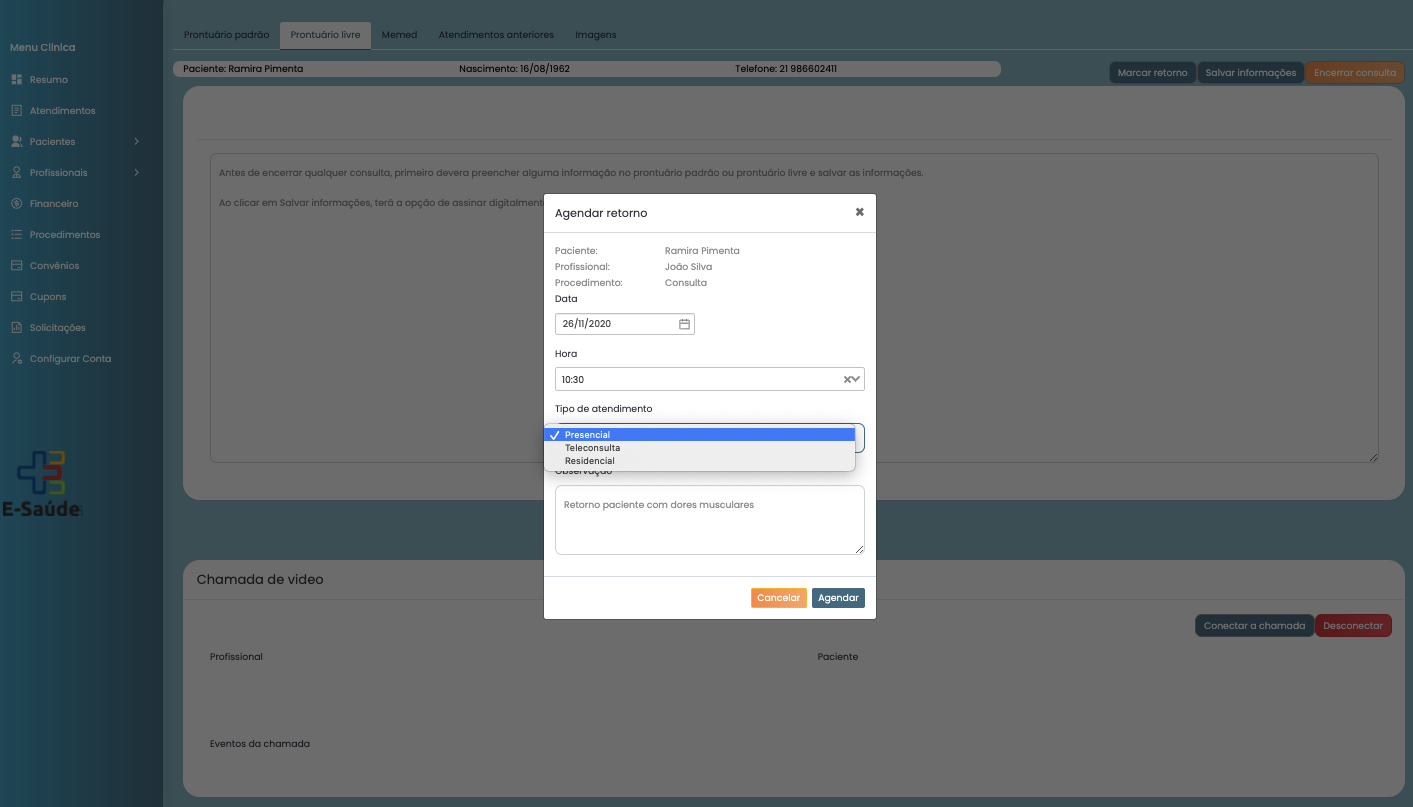 Menu Clínica
Resumo
Atendimentos
Pacientes
Profissionais
Financeiro
Procedimentos
Convênios
Cupons
Solicitações
Configurar Conta
E-Saúde
Prontuário padrão Prontuário livre Memed Atendimentos anteriores Imagens
Paciente: Ramira Pimenta Nascimento: 16/08/1962 Telefone: 21 986602411
Marcar retorno Salvar informações Encerrar consulta
Antes de encerrar qualquer consulta, primeiro devera preencher alguma informação no prontuário padrão ou prontuário livre e salvar as informações.
Ao clicar em Salvar informações, terá a opção de assinar digitalment
Agendar retorno
Paciente: Ramira Pimenta
Profissional: João Silva
Procedimento: Consulta
Data
26/11/2020
Hora
10:30
Tipo de atendimento
Presencial
Teleconsulta
Residencial
Observação
Retorno paciente com dores musculares
Cancelar Agendar
Chamada de video
Conectar a chamada Desconectar
Profissional Paciente
Eventos da chamada